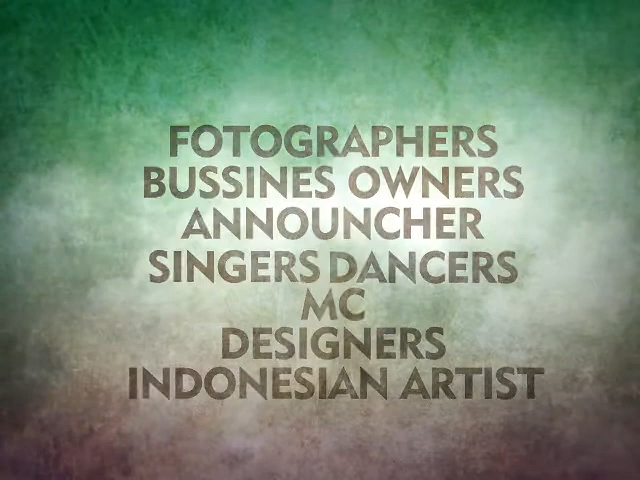 FOTOGRAPHERS
BUSSINES OWNERS
ANNOUNCHER
SINGERS DANCERS
MC
DESIGNERS
INDONESIAN ARTIST